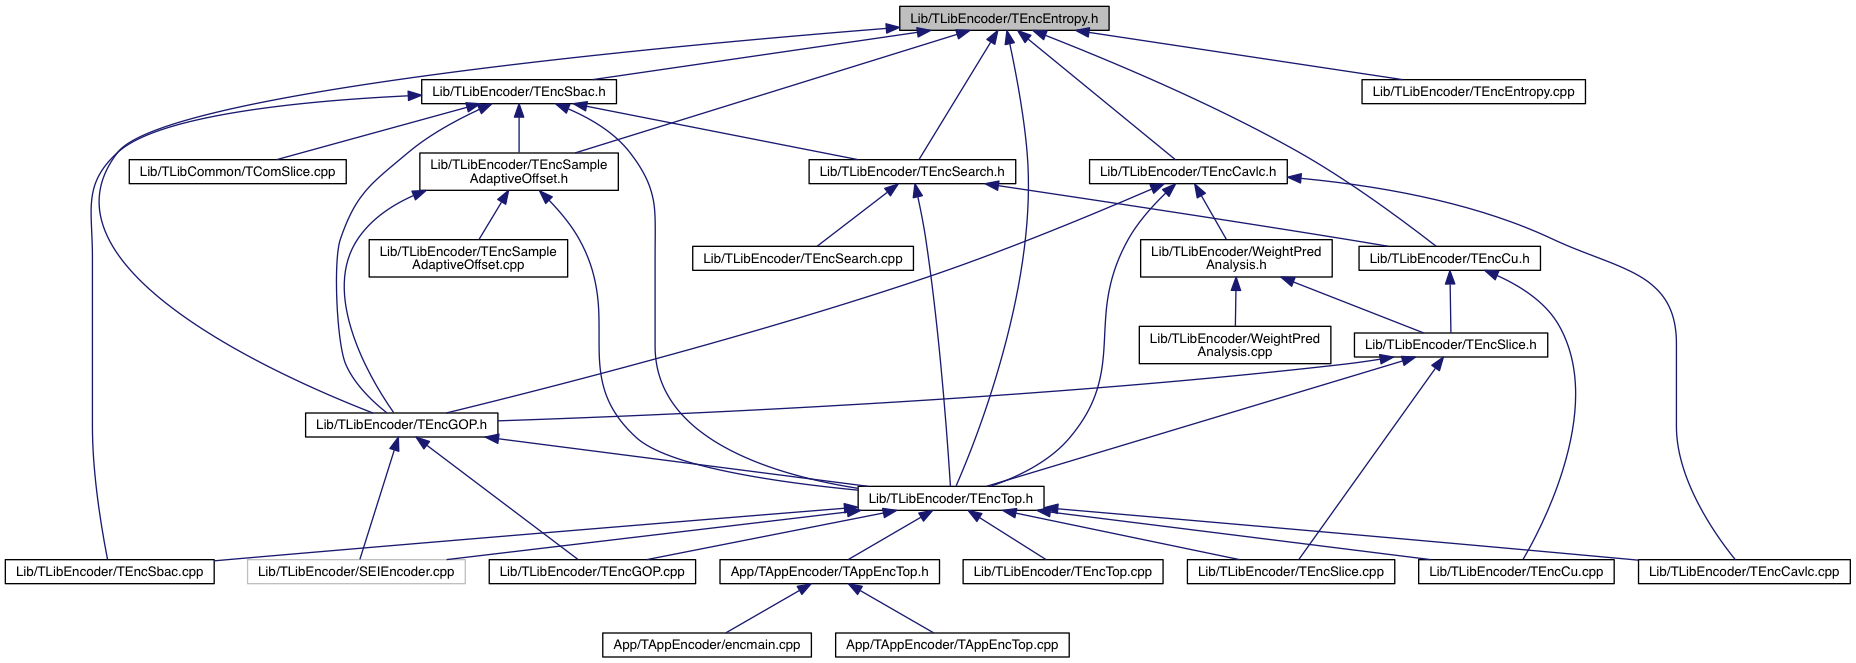 Lib/TLibEncoder/TEncEntropy.h
Lib/TLibEncoder/TEncSbac.h
Lib/TLibEncoder/TEncEntropy.cpp
Lib/TLibCommon/TComSlice.cpp
Lib/TLibEncoder/TEncSample
AdaptiveOffset.h
Lib/TLibEncoder/TEncSearch.h
Lib/TLibEncoder/TEncCavlc.h
Lib/TLibEncoder/TEncSample
AdaptiveOffset.cpp
Lib/TLibEncoder/TEncSearch.cpp
Lib/TLibEncoder/WeightPred
Analysis.h
Lib/TLibEncoder/TEncCu.h
Lib/TLibEncoder/WeightPred
Analysis.cpp
Lib/TLibEncoder/TEncSlice.h
Lib/TLibEncoder/TEncGOP.h
Lib/TLibEncoder/TEncTop.h
Lib/TLibEncoder/TEncSbac.cpp
Lib/TLibEncoder/SEIEncoder.cpp
Lib/TLibEncoder/TEncGOP.cpp
App/TAppEncoder/TAppEncTop.h
Lib/TLibEncoder/TEncTop.cpp
Lib/TLibEncoder/TEncSlice.cpp
Lib/TLibEncoder/TEncCu.cpp
Lib/TLibEncoder/TEncCavlc.cpp
App/TAppEncoder/encmain.cpp
App/TAppEncoder/TAppEncTop.cpp